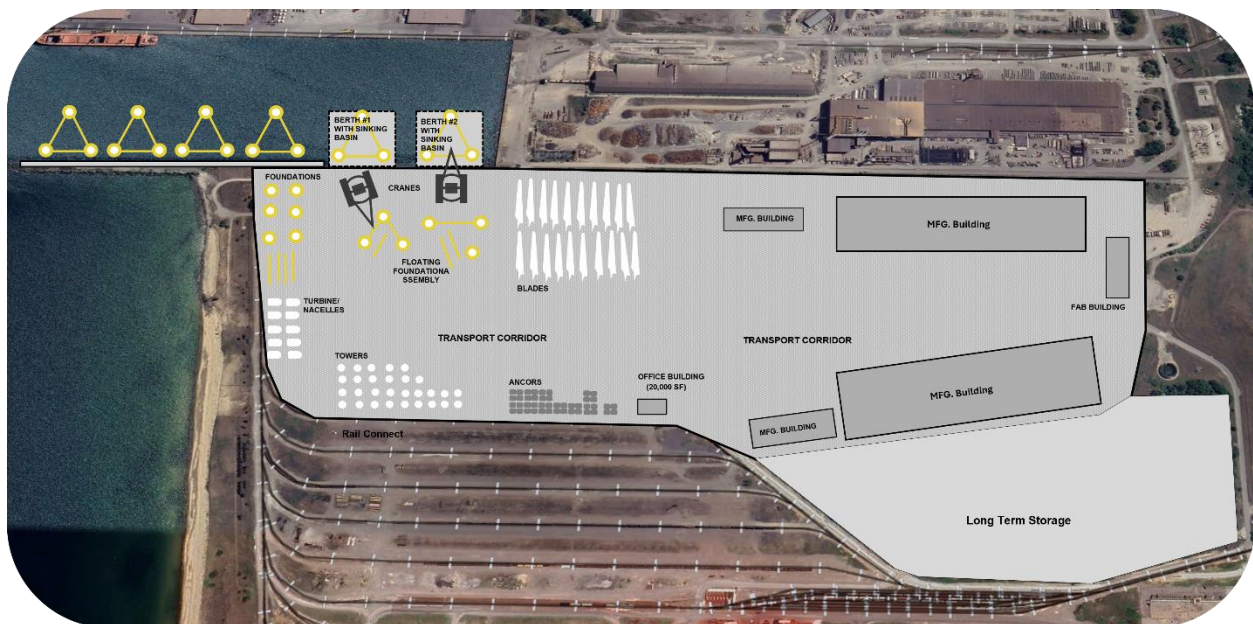 BERTH #1
WITH SINKING
BASIN
BERTH #2
WITH
SINKING
BASIN
FOUNDATIONS
CRANES
FLOATING
FOUNDATIONA
SSEMBLY
BLADES
MFG. BUILDING
MFG. Building
FAB BUILDING
TURBINE/
NACELLES
TRANSPORT CORRIDOR
TRANSPORT CORRIDOR
TOWERS
ANCORS
OFFICE BUILDING
(20,000 SF)
MFG. Building
MFG. BUILDING
Rail Connect
Long Term Storage